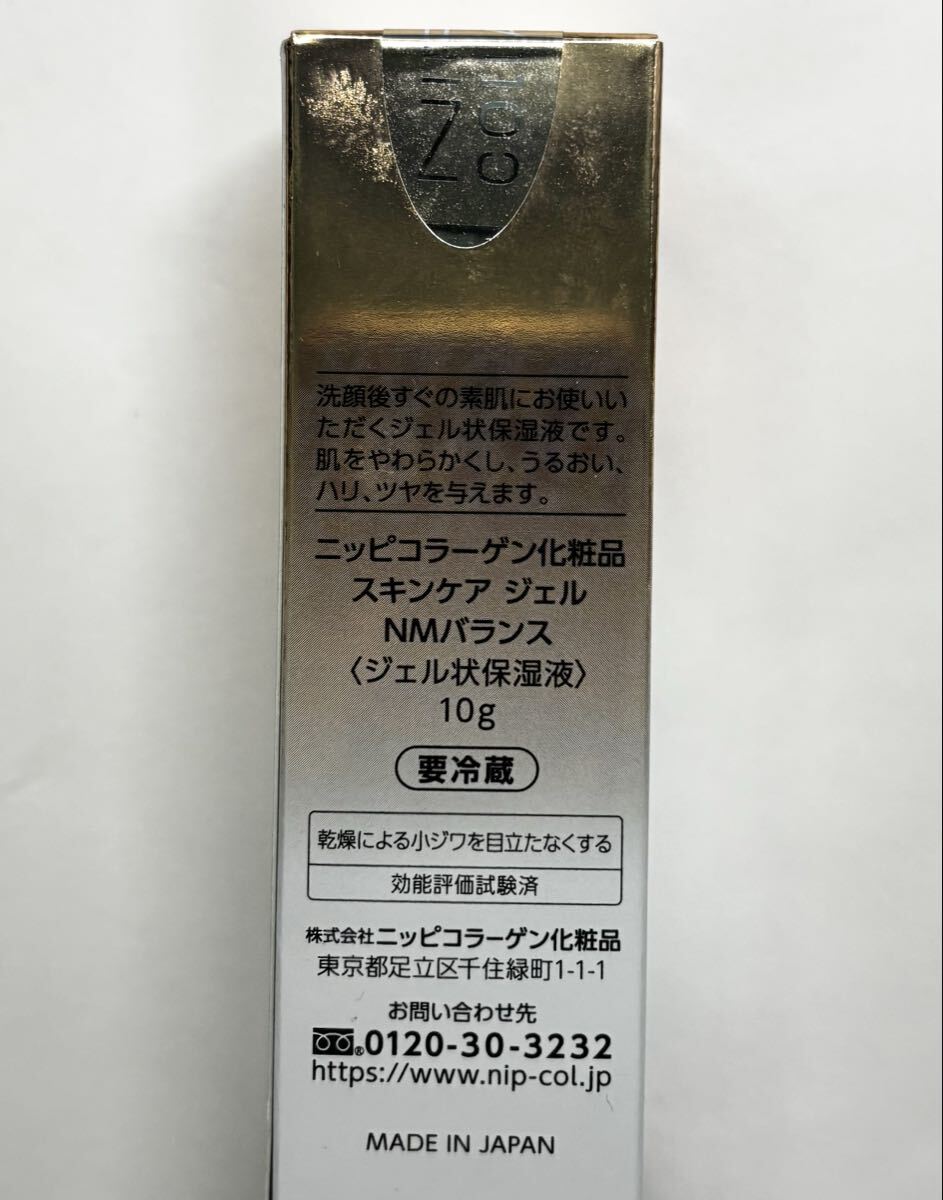 洗顔後すぐの素肌にお使いい
ただくジェル状保湿液です。
肌をやわらかくし、うるおい、
ハリ、ツヤを与えます。
ニッピコラーゲン化粧品
スキンケア ジェル
NMバランス
〈ジェル状保湿液〉
10g
要冷蔵
乾燥による小ジワを目立たなくする
効能評価試験済
株式会社ニッピコラーゲン化粧品
東京都足立区千住緑町1-1-1
お問い合わせ先
®0120-30-3232
https://www.nip-col.jp
MADE IN JAPAN